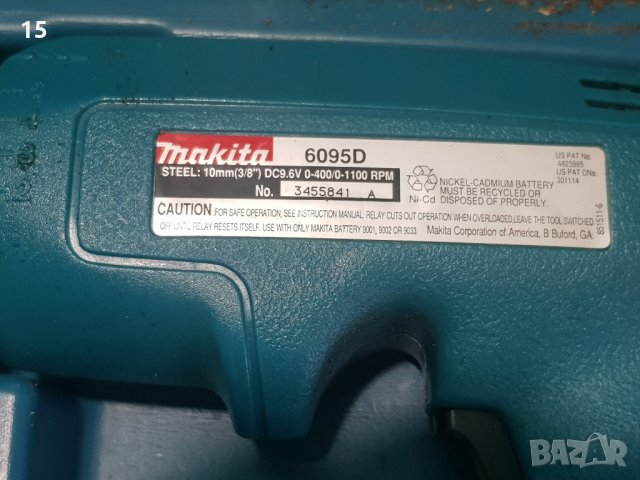 15
makita 6095D
STEEL: 10mm(3/8") DC9.6V 0-400/0-1100 RPM
No. 3455841 A
Ni-Cd
NICKEL-CADMIUM BATTERY
MUST BE RECYCLED OR
DISPOSED OF PROPERLY.
US PAT No.
4823885
US PAT DNo.
301114
CAUTION :FOR SAFE OPERATION, SEE INSTRUCTION MANUAL. RELAY CUTS OUT OPERATION WHEN OVERLOADED.LEAVE THE TOOL SWITCHED
OFF UNTIL RELAY RESETS ITSELF. USE WITH ONLY MAKITA BATTERY 9001, 9002 OR 9033. Makita Corporation of America, B Buford, GA.
851511-6
BAZAR